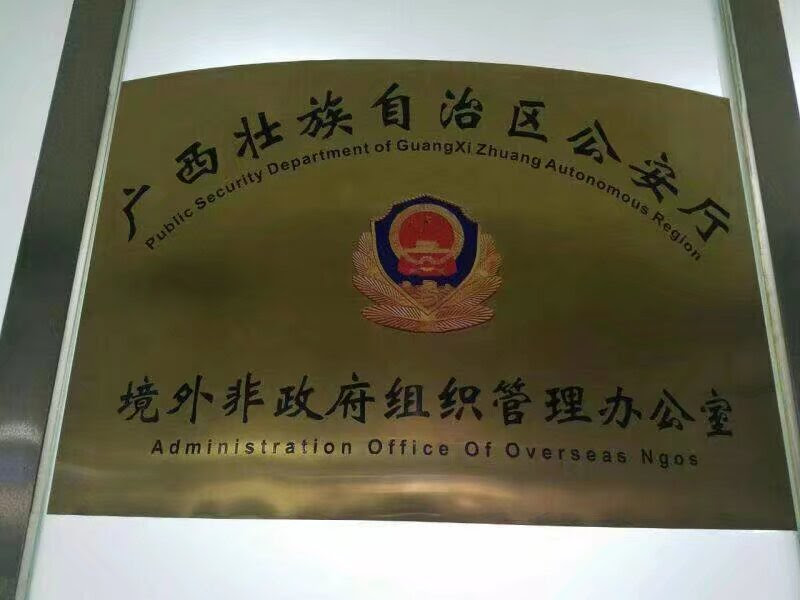 广西壮族自治区公安厅
Public Security Department of GuangXi Zhuang Autonomous Region
境外非政府组织管理办公室
Administration Office Of Overseas Ngos